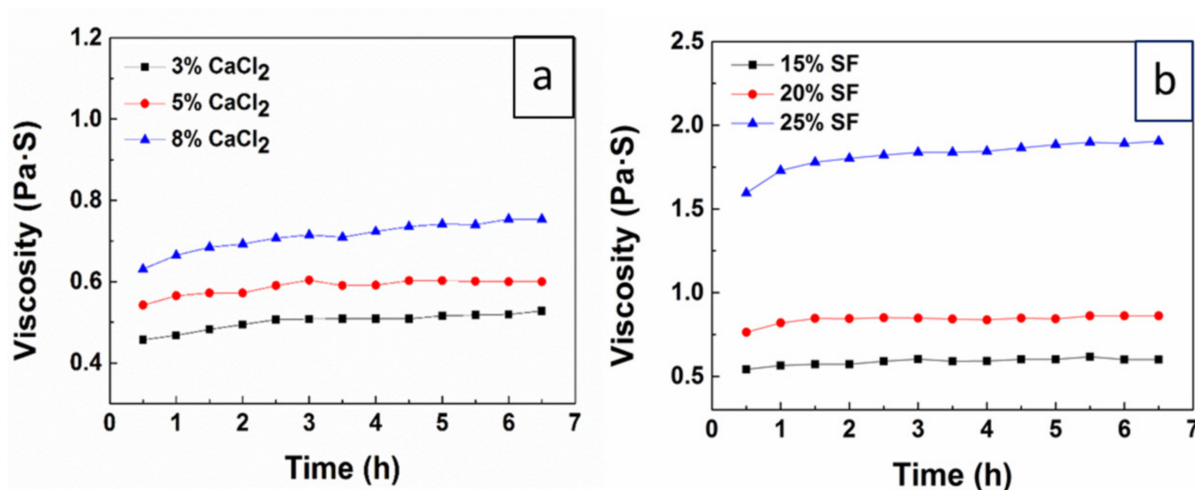 a
3% CaCl2
5% CaCl2
8% CaCl2
1.2
1.0
0.8
0.6
0.4
Viscosity (Pa·S)
0 1 2 3 4 5 6 7
Time (h)
b
15% SF
20% SF
25% SF
2.5
2.0
1.5
1.0
0.5
Viscosity (Pa·S)
0 1 2 3 4 5 6 7
Time (h)